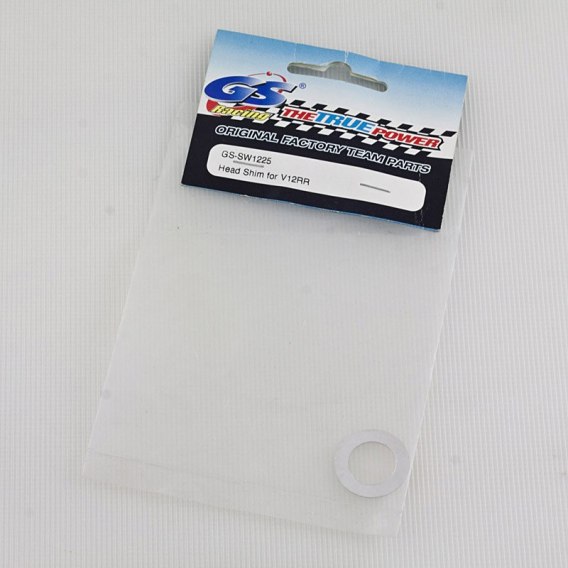 GS®
Racing
THE TRUE POWER
ORIGINAL FACTORY TEAM PARTS
GS-SW1225
Head Shim for V12RR